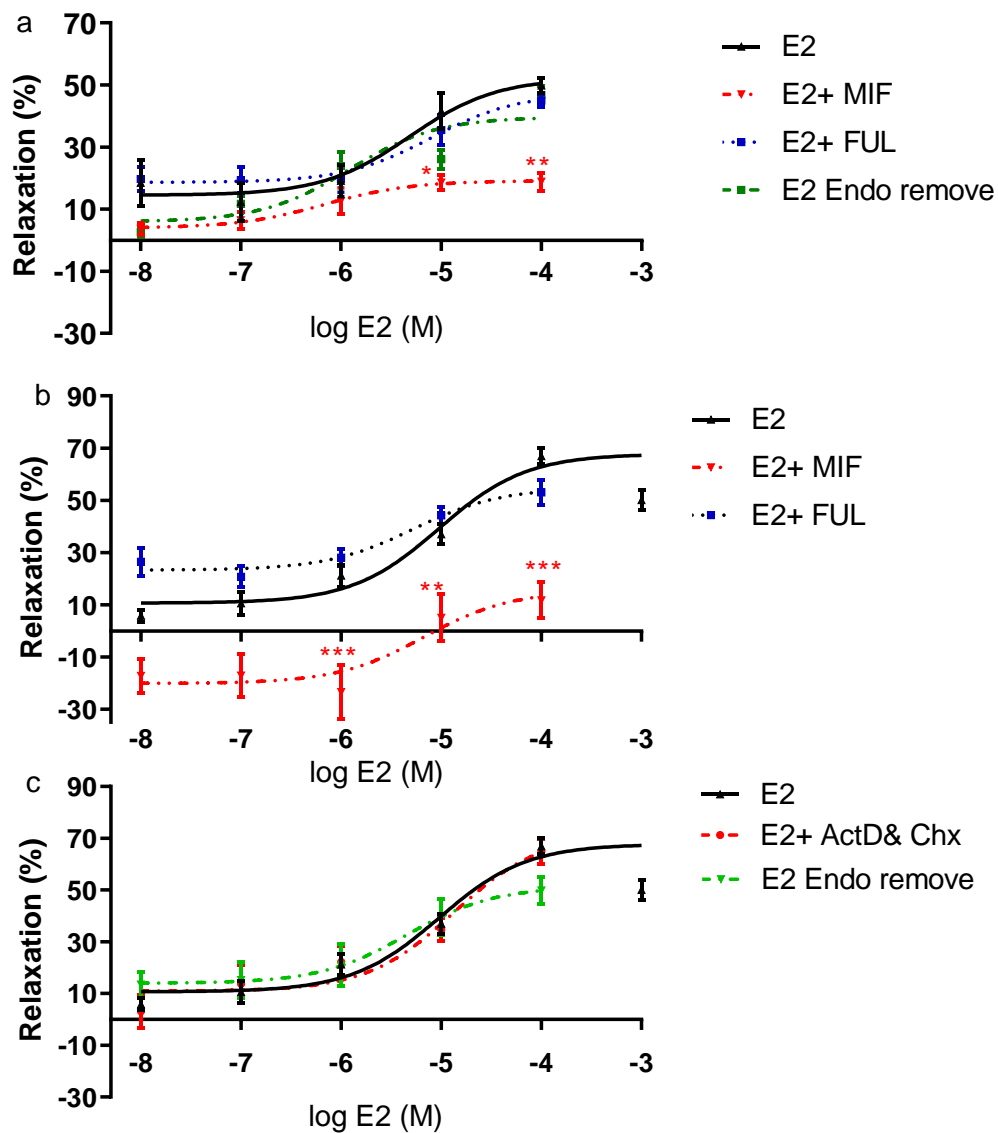 a
70
50
30
10
-10
-30
Relaxation (%)
-8 -7 -6 -5 -4 -3
log E2 (M)
* **
E2
E2+ MIF
E2+ FUL
E2 Endo remove
b
90
70
50
30
10
-10
-30
Relaxation (%)
-8 -7 -6 -5 -4 -3
log E2 (M)
*** ** ***
E2
E2+ MIF
E2+ FUL
c
90
70
50
30
10
-10
-30
Relaxation (%)
-8 -7 -6 -5 -4 -3
log E2 (M)
E2
E2+ ActD& Chx
E2 Endo remove